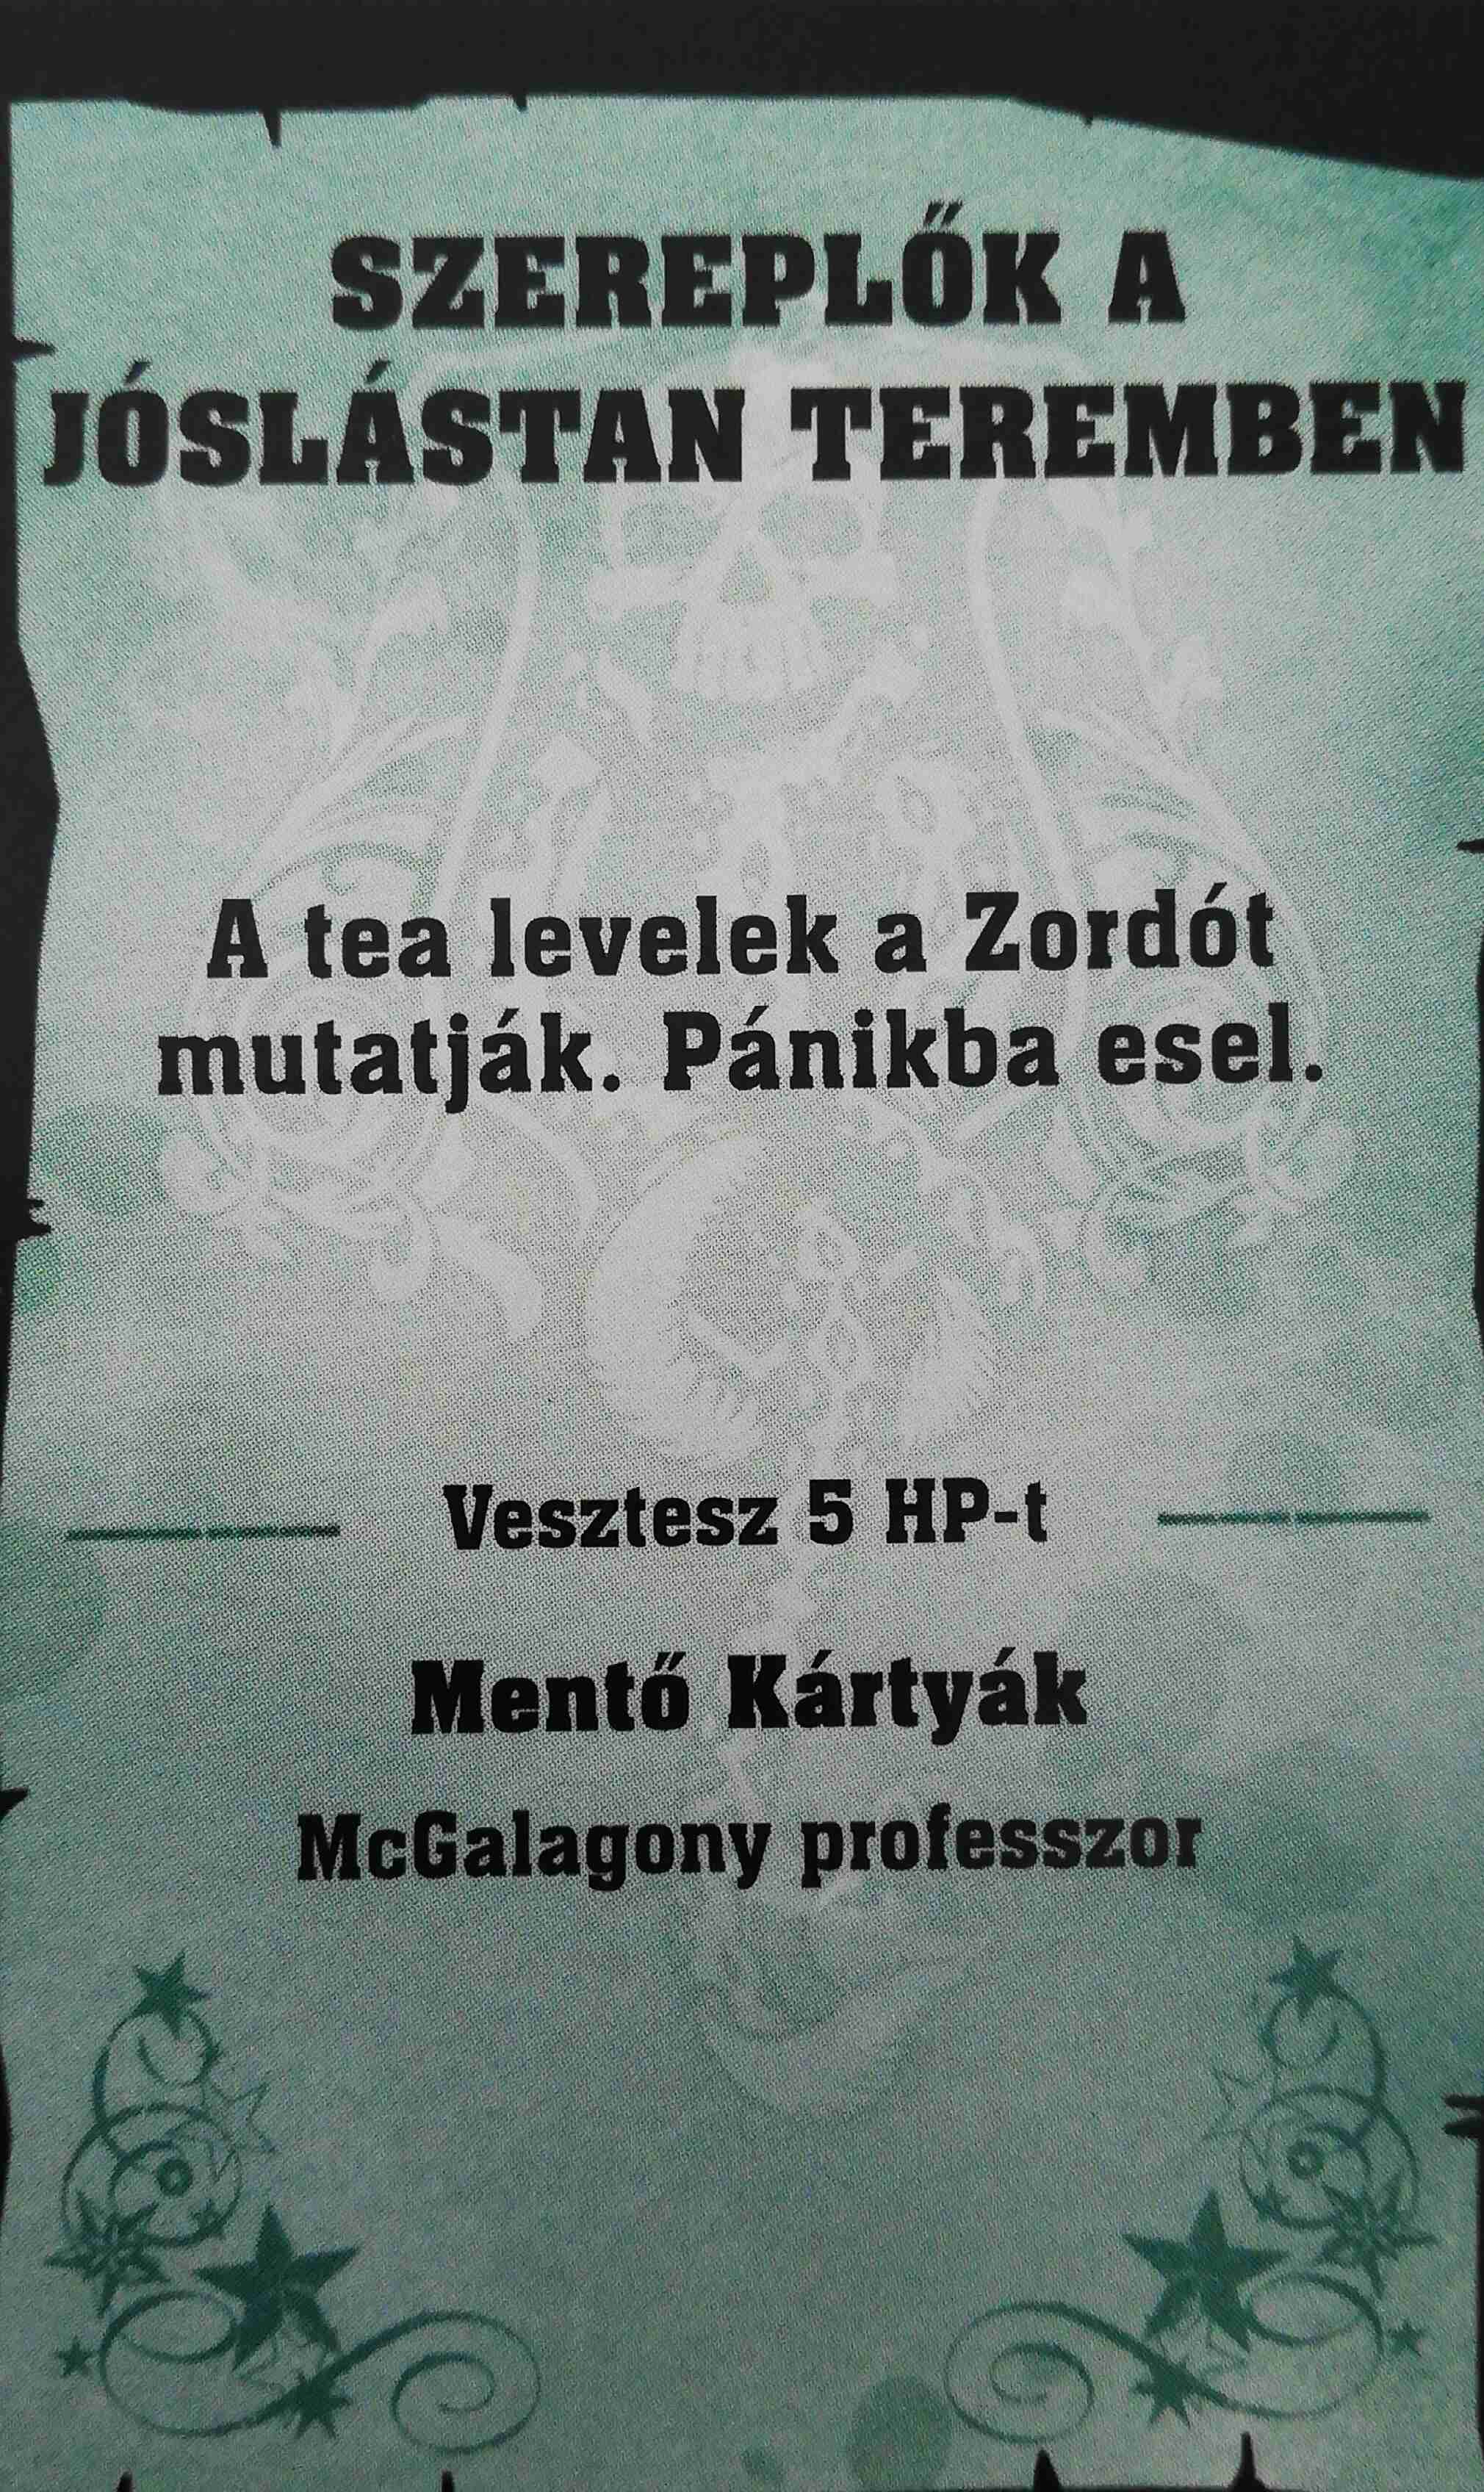 SZEREPLŐK A
JÓSLÁSTAN TEREMBEN
A tea levelek a Zordót
mutatják. Pánikba esel.
Vesztesz 5 HP-t
Mentő Kártyák
McGalagony professzor